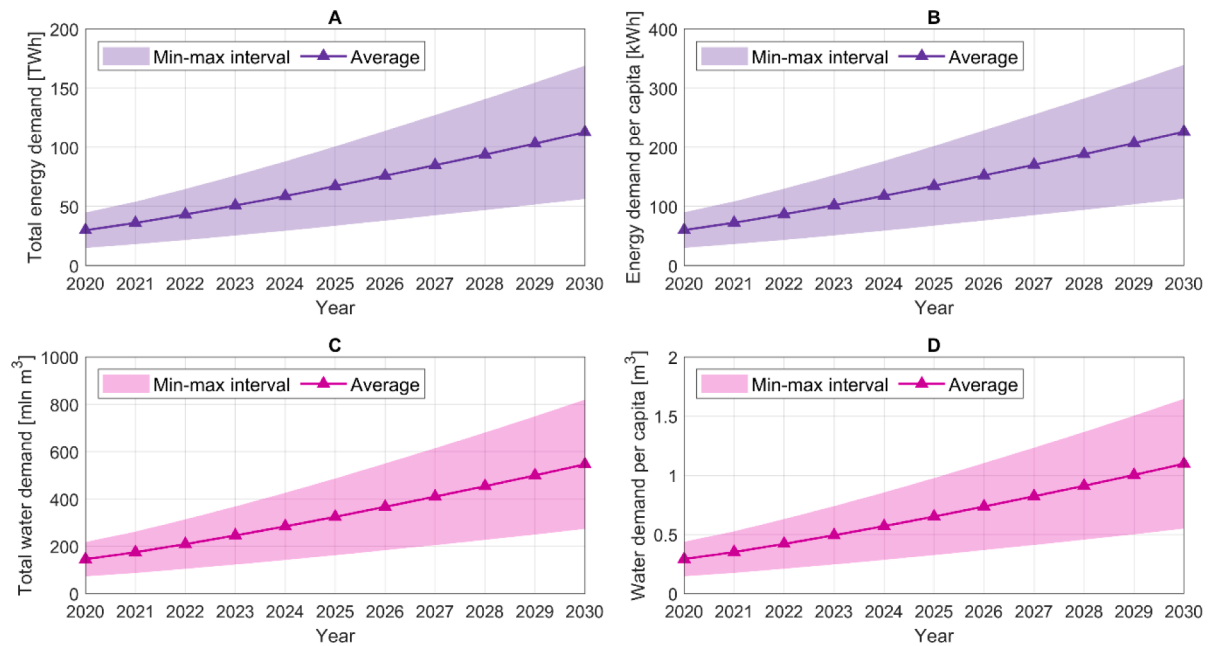 A
Total energy demand [TWh]
200
150
100
50
0
Min-max interval
Average
2020 2021 2022 2023 2024 2025 2026 2027 2028 2029 2030
Year
B
Energy demand per capita [kWh]
400
300
200
100
0
Min-max interval
Average
2020 2021 2022 2023 2024 2025 2026 2027 2028 2029 2030
Year
C
Total water demand [mln m³]
1000
800
600
400
200
0
Min-max interval
Average
2020 2021 2022 2023 2024 2025 2026 2027 2028 2029 2030
Year
D
Water demand per capita [m³]
2
1.5
1
0.5
0
Min-max interval
Average
2020 2021 2022 2023 2024 2025 2026 2027 2028 2029 2030
Year